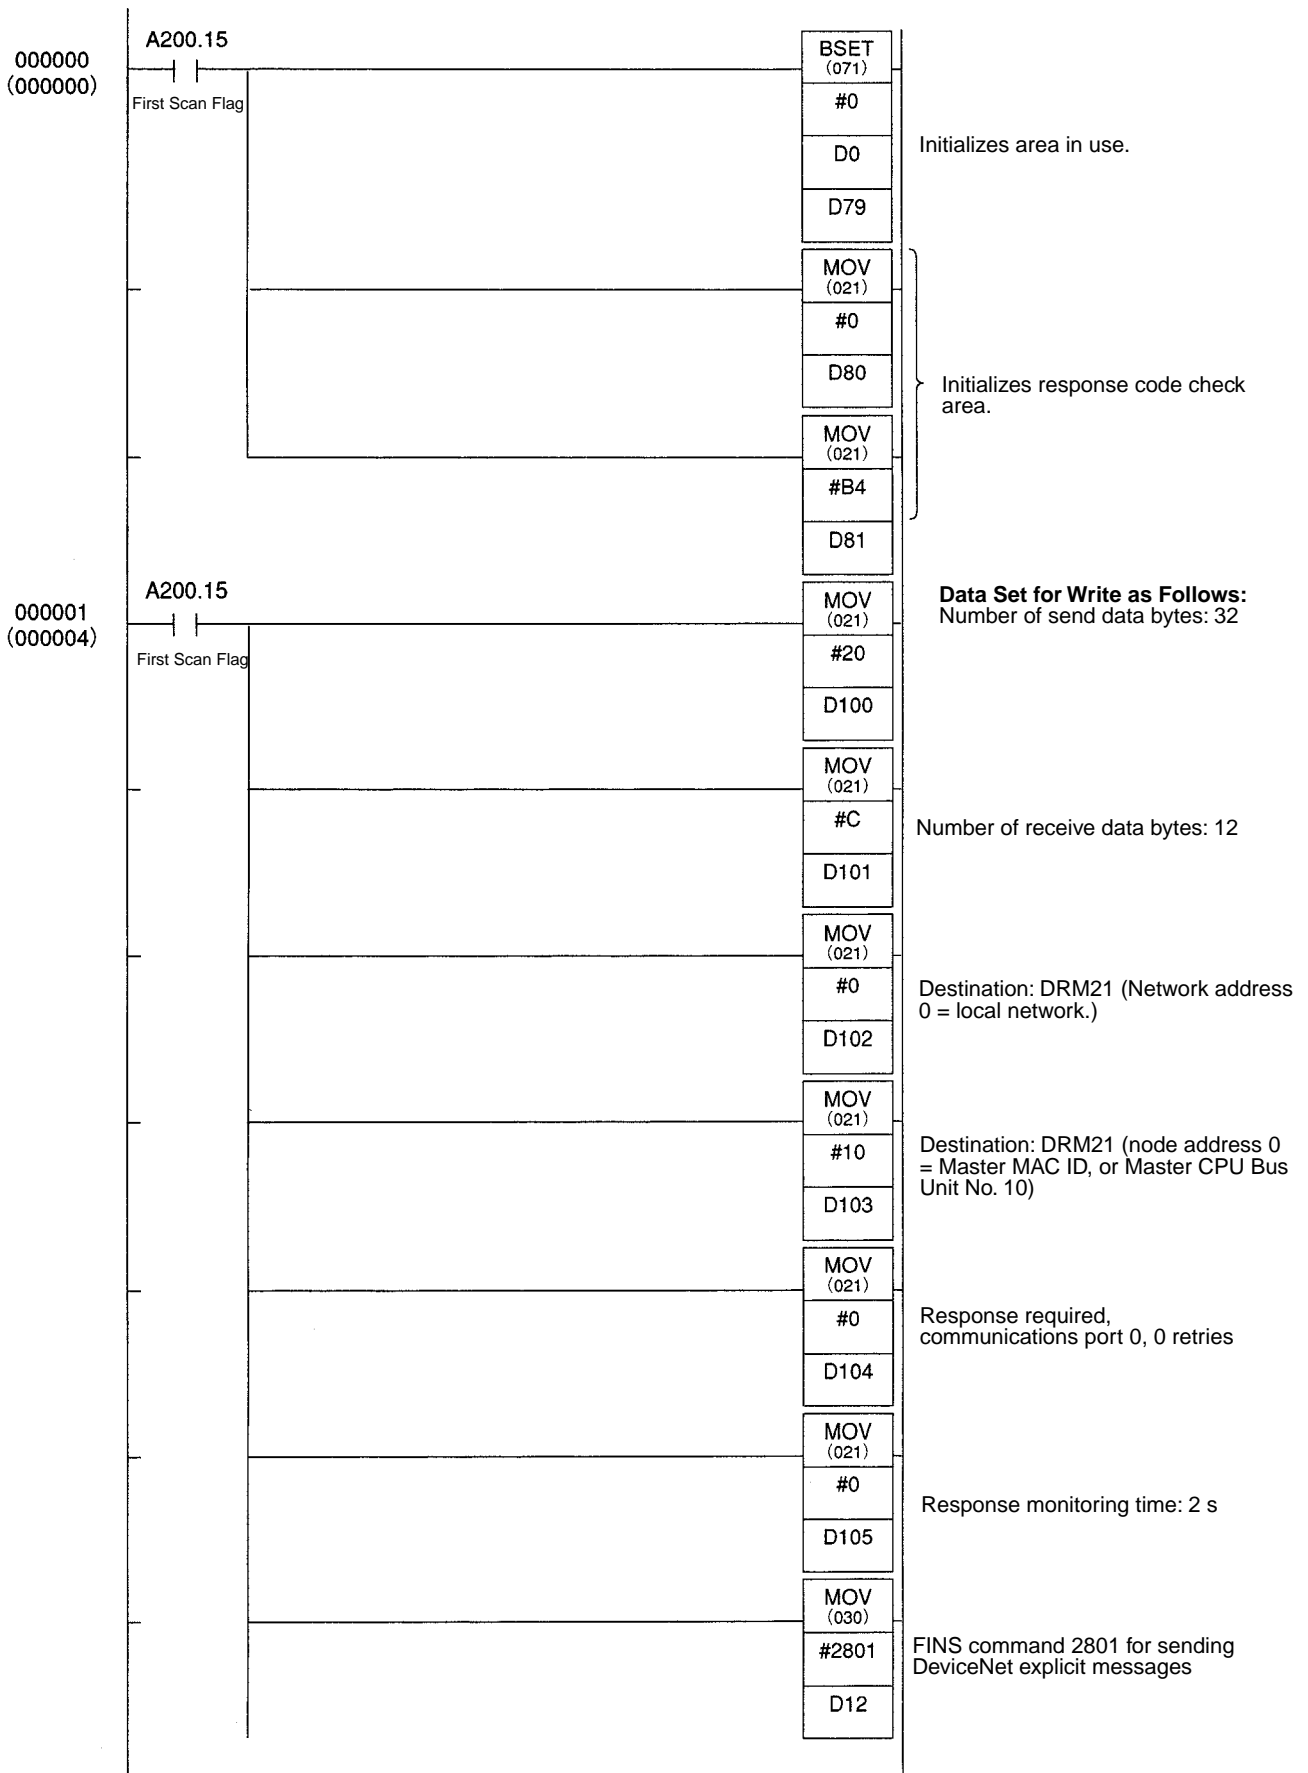 A200.15
000000
(000000)
First Scan Flag
BSET
(071)
#0
D0
D79
Initializes area in use.
MOV
(021)
#0
D80
MOV
(021)
#B4
D81
Initializes response code check
area.
A200.15
000001
(000004)
First Scan Flag
MOV
(021)
#20
D100
Data Set for Write as Follows:
Number of send data bytes: 32
MOV
(021)
#C
D101
Number of receive data bytes: 12
MOV
(021)
#0
D102
Destination: DRM21 (Network address
0 = local network.)
MOV
(021)
#10
D103
Destination: DRM21 (node address 0
= Master MAC ID, or Master CPU Bus
Unit No. 10)
MOV
(021)
#0
D104
Response required,
communications port 0, 0 retries
MOV
(021)
#0
D105
Response monitoring time: 2 s
MOV
(030)
#2801
D12
FINS command 2801 for sending
DeviceNet explicit messages